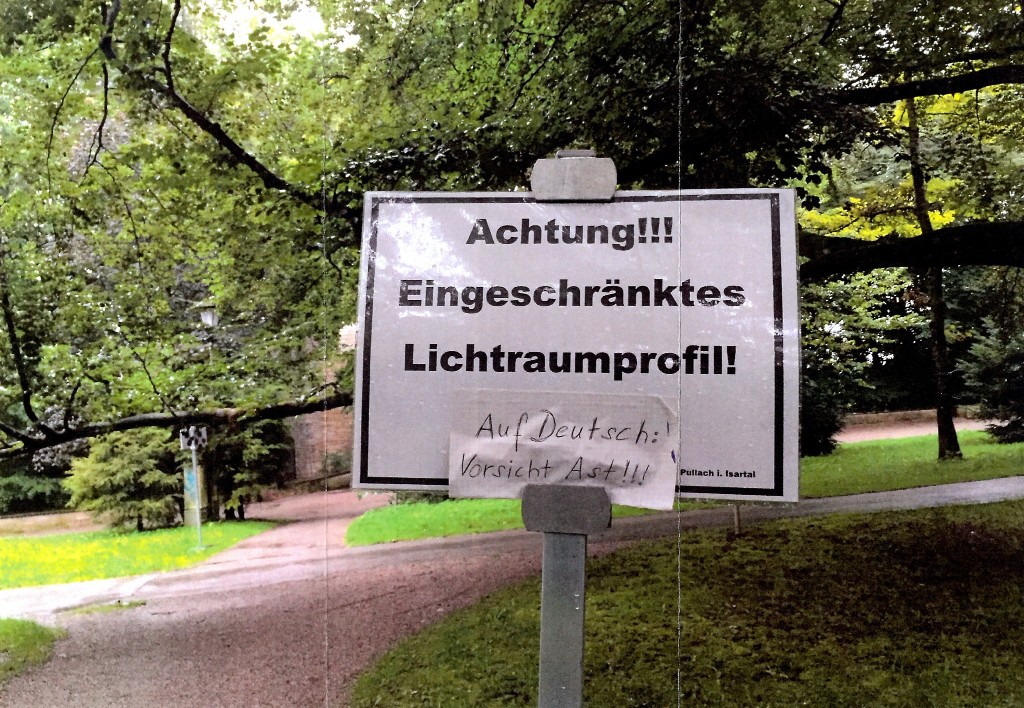 Achtung!!!
Eingeschränktes
Lichtraumprofil!
Auf Deutsch:
Vorsicht Ast!!!
Pullach i. Isartal